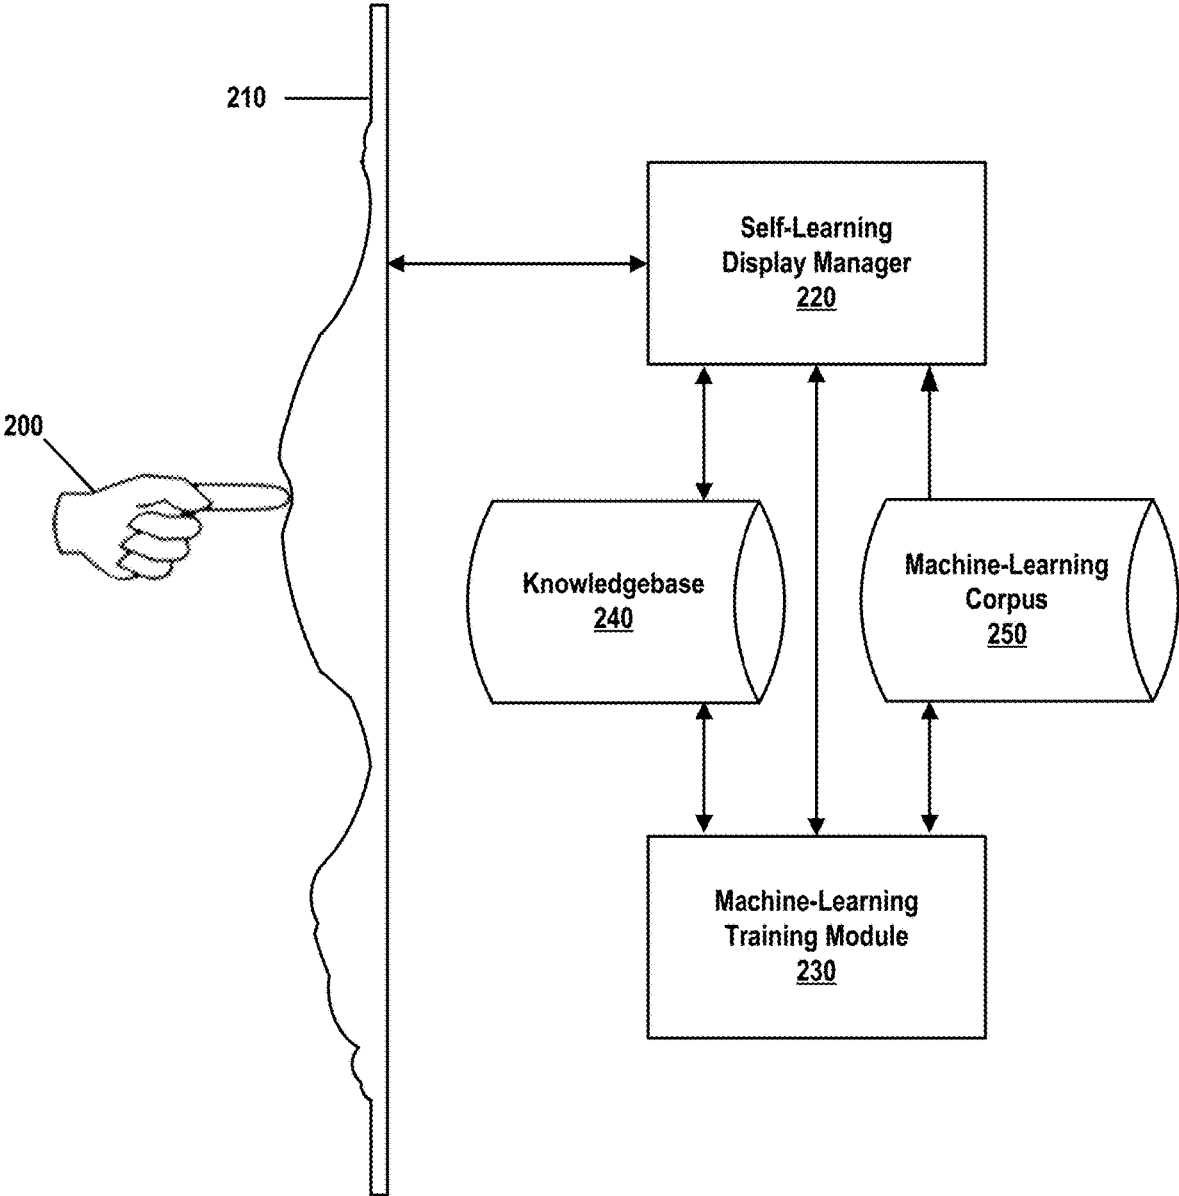 210
Self-Learning
Display Manager
220
200
Knowledgebase
240
Machine-Learning
Corpus
250
Machine-Learning
Training Module
230